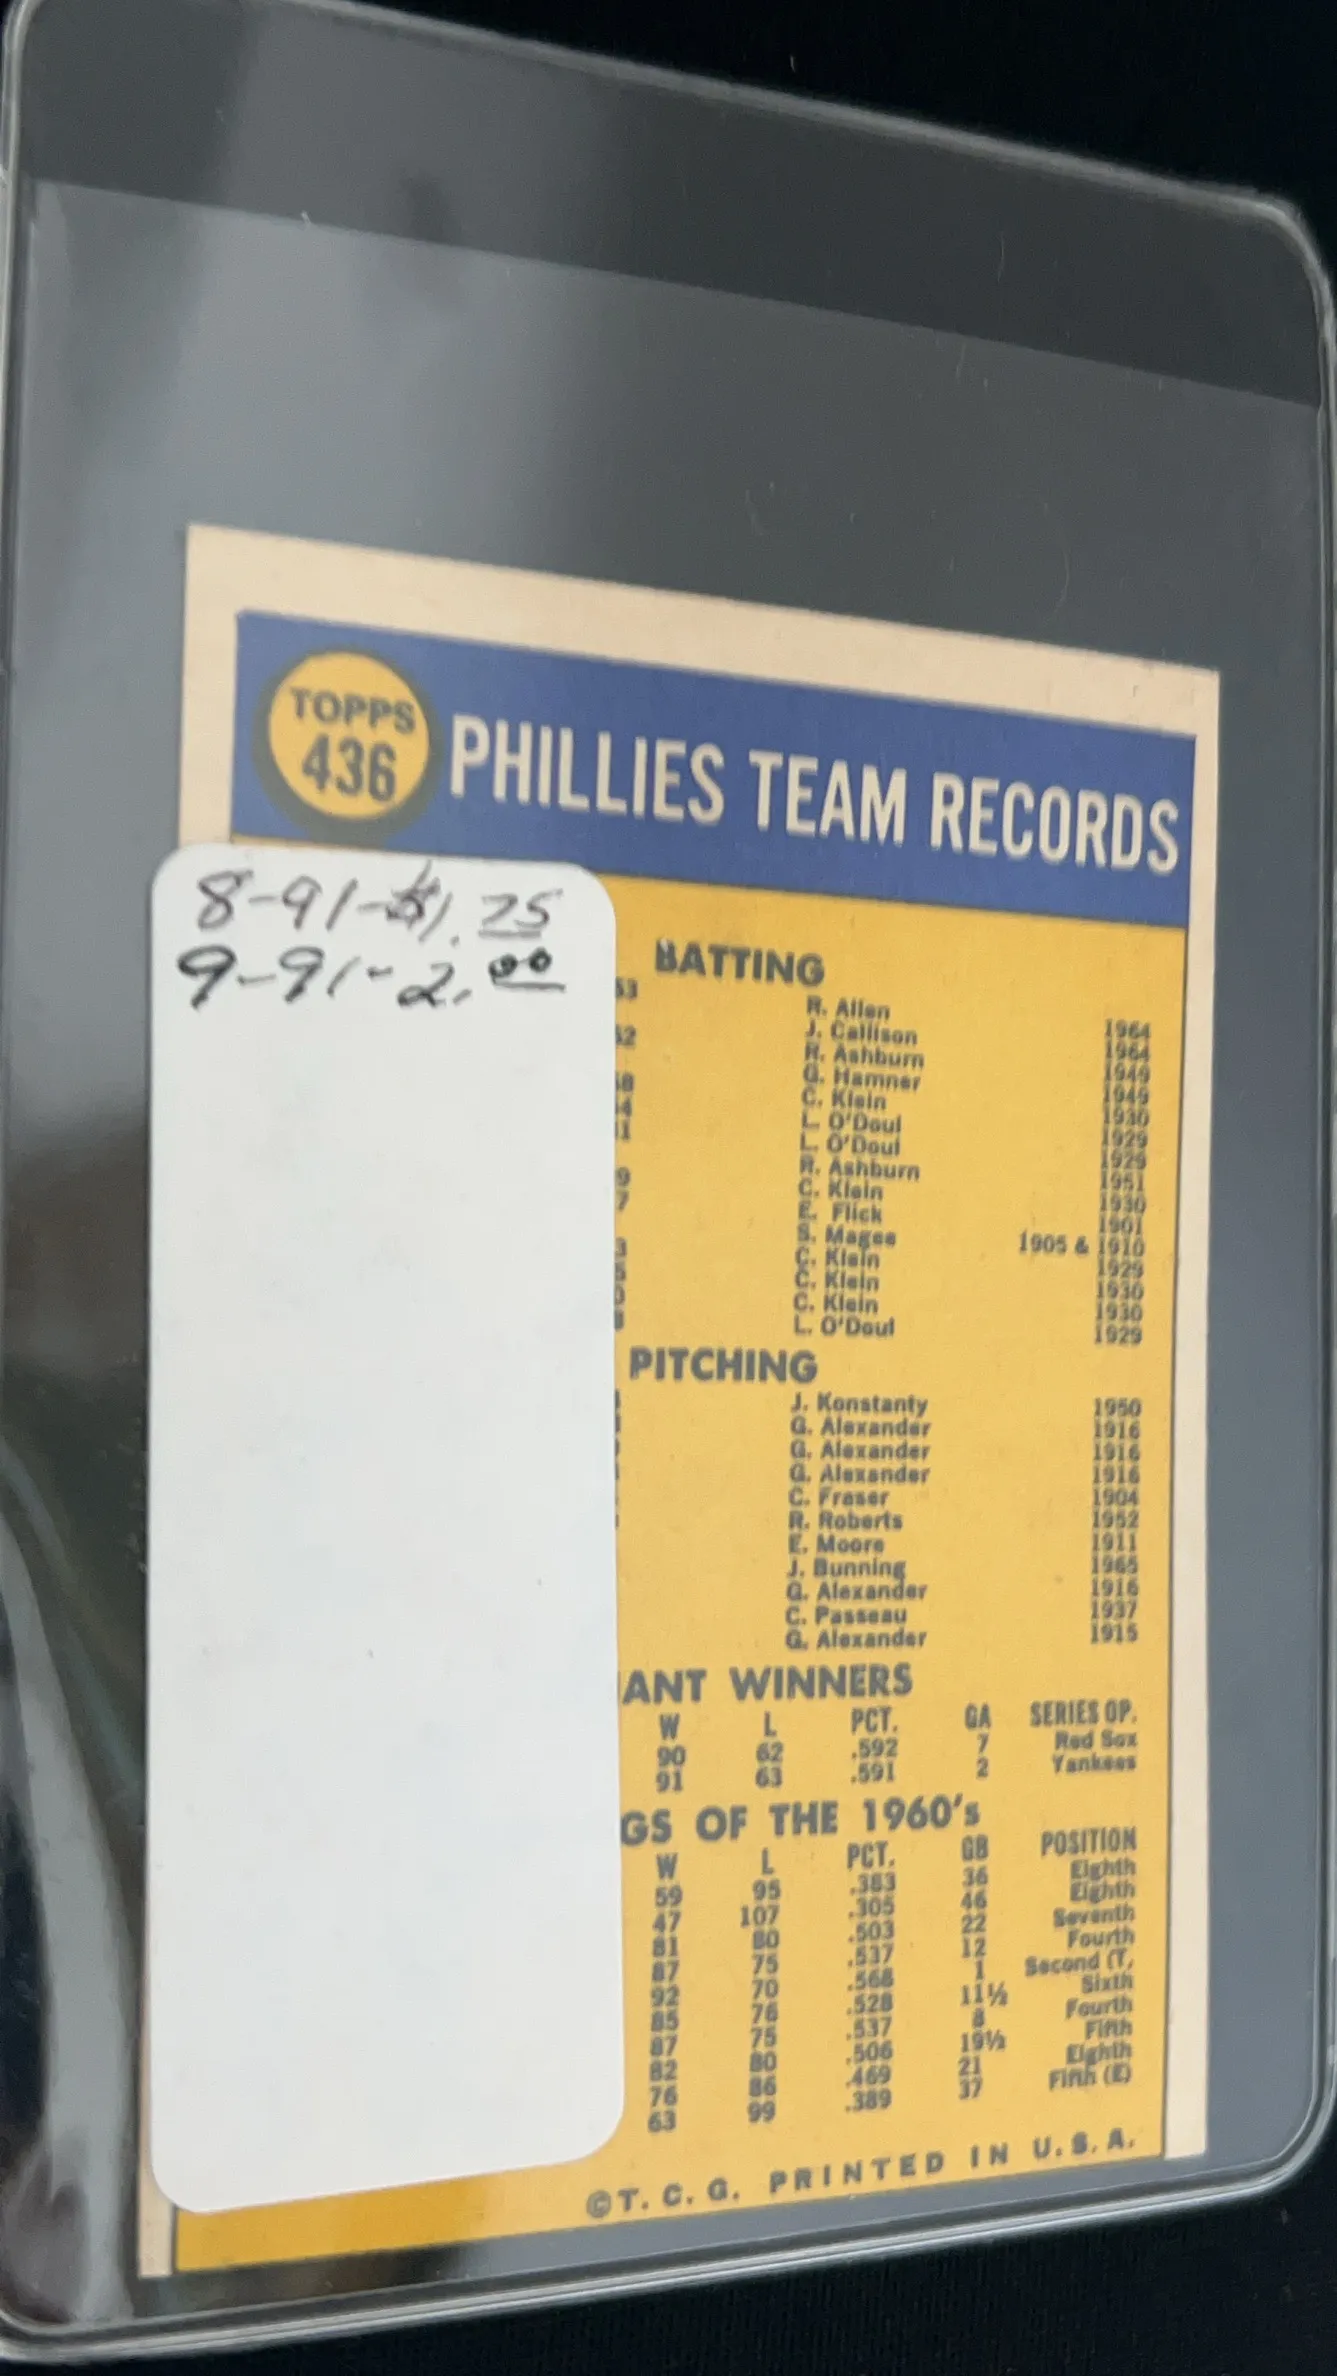 TOPPS
436
PHILLIES TEAM RECORDS
8-91-$1.75
9-91-2.00
BATTING
53
R. Allen 1964
52 J. Callison 1964
R. Ashburn 1949
G. Hamner 1949
C. Klein 1930
L. O'Doul 1929
L. O'Doul 1929
R. Ashburn 1951
C. Klein 1930
E. Flick 1901
S. Magee 1905 & 1910
C. Klein 1929
C. Klein 1930
C. Klein 1930
L. O'Doul 1929
PITCHING
J. Konstanty 1950
G. Alexander 1916
G. Alexander 1916
G. Alexander 1916
C. Fraser 1904
R. Roberts 1952
E. Moore 1911
J. Bunning 1965
G. Alexander 1916
C. Passeau 1937
G. Alexander 1915
ANT WINNERS
W L PCT. GA SERIES OP.
90 62 .592 7 Red Sox
91 63 .591 2 Yankees
GS OF THE 1960's
W L PCT. GB POSITION
59 95 .383 36 Eighth
47 107 .305 46 Eighth
81 80 .503 22 Seventh
87 75 .537 12 Fourth
92 70 .568 1 Second (T,
85 76 .528 11½ Sixth
87 75 .537 8 Fourth
82 80 .506 19½ Fifth
76 86 .469 21 Eighth
63 99 .389 37 Fifth (E)
©T. C. G. PRINTED IN U.S.A.